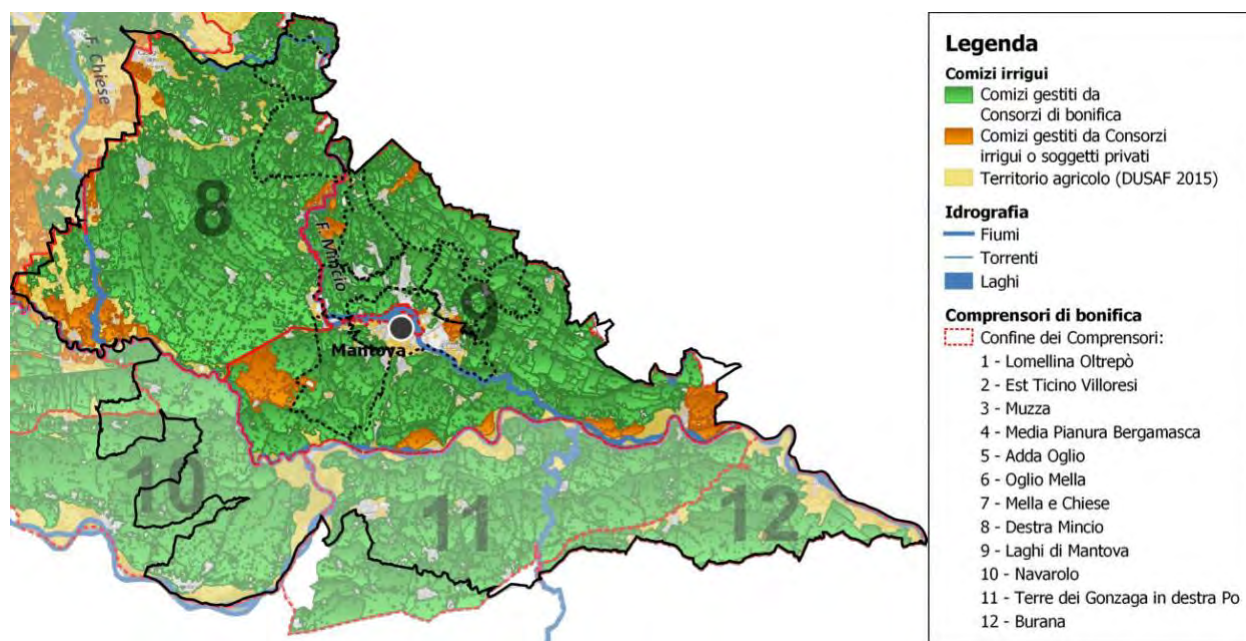 7
F. Chiese
8
F. Mincio
9
Mantova
10
11
12
Legenda
Comizi irrigui
Comizi gestiti da
Consorzi di bonifica
Comizi gestiti da Consorzi
irrigui o soggetti privati
Territorio agricolo (DUSAF 2015)
Idrografia
Fiumi
Torrenti
Laghi
Comprensori di bonifica
Confine dei Comprensori:
1 - Lomellina Oltrepò
2 - Est Ticino Villoresi
3 - Muzza
4 - Media Pianura Bergamasca
5 - Adda Oglio
6 - Oglio Mella
7 - Mella e Chiese
8 - Destra Mincio
9 - Laghi di Mantova
10 - Navarolo
11 - Terre dei Gonzaga in destra Po
12 - Burana